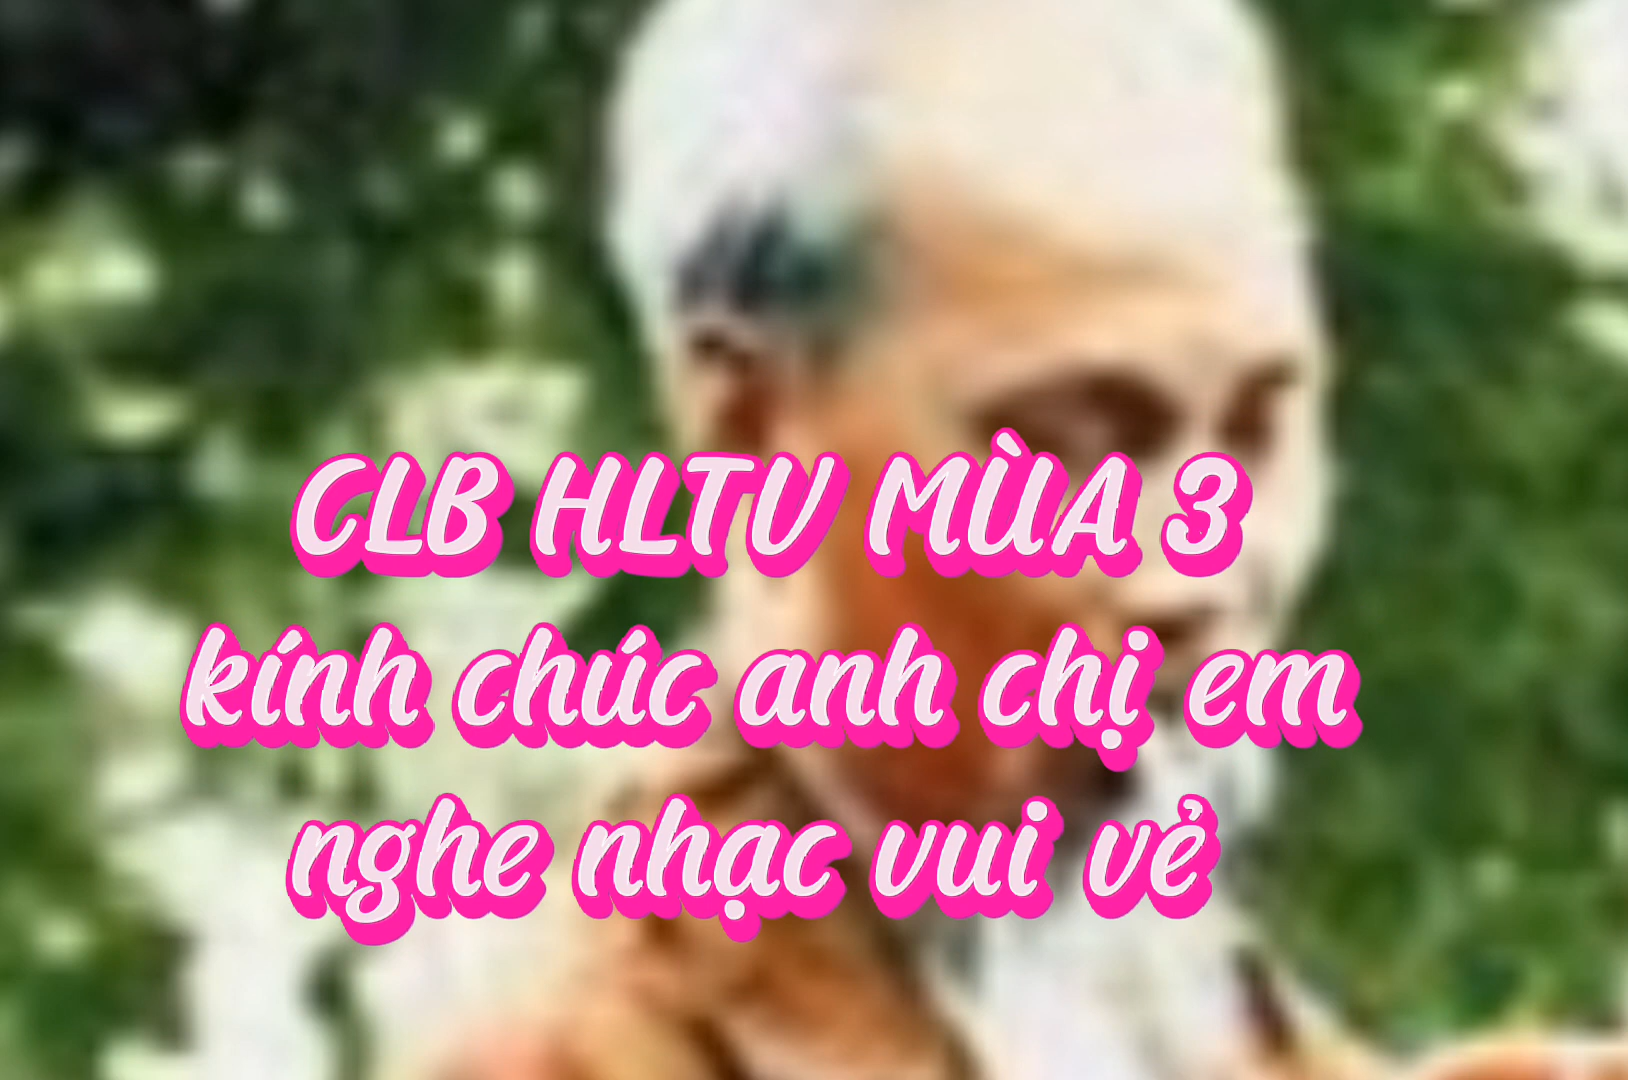 CLB HLTV MÙA 3
kính chúc anh chị em
nghe nhạc vui vẻ